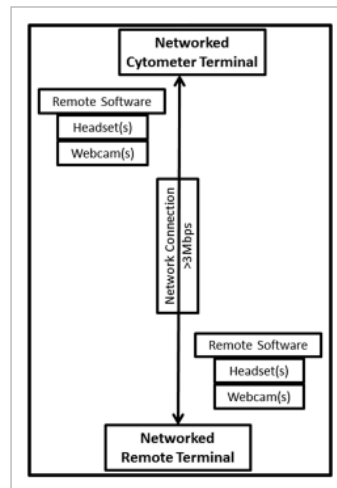 Networked
Cytometer Terminal
Remote Software
Headset(s)
Webcam(s)
Network Connection
>3Mbps
Remote Software
Headset(s)
Webcam(s)
Networked
Remote Terminal